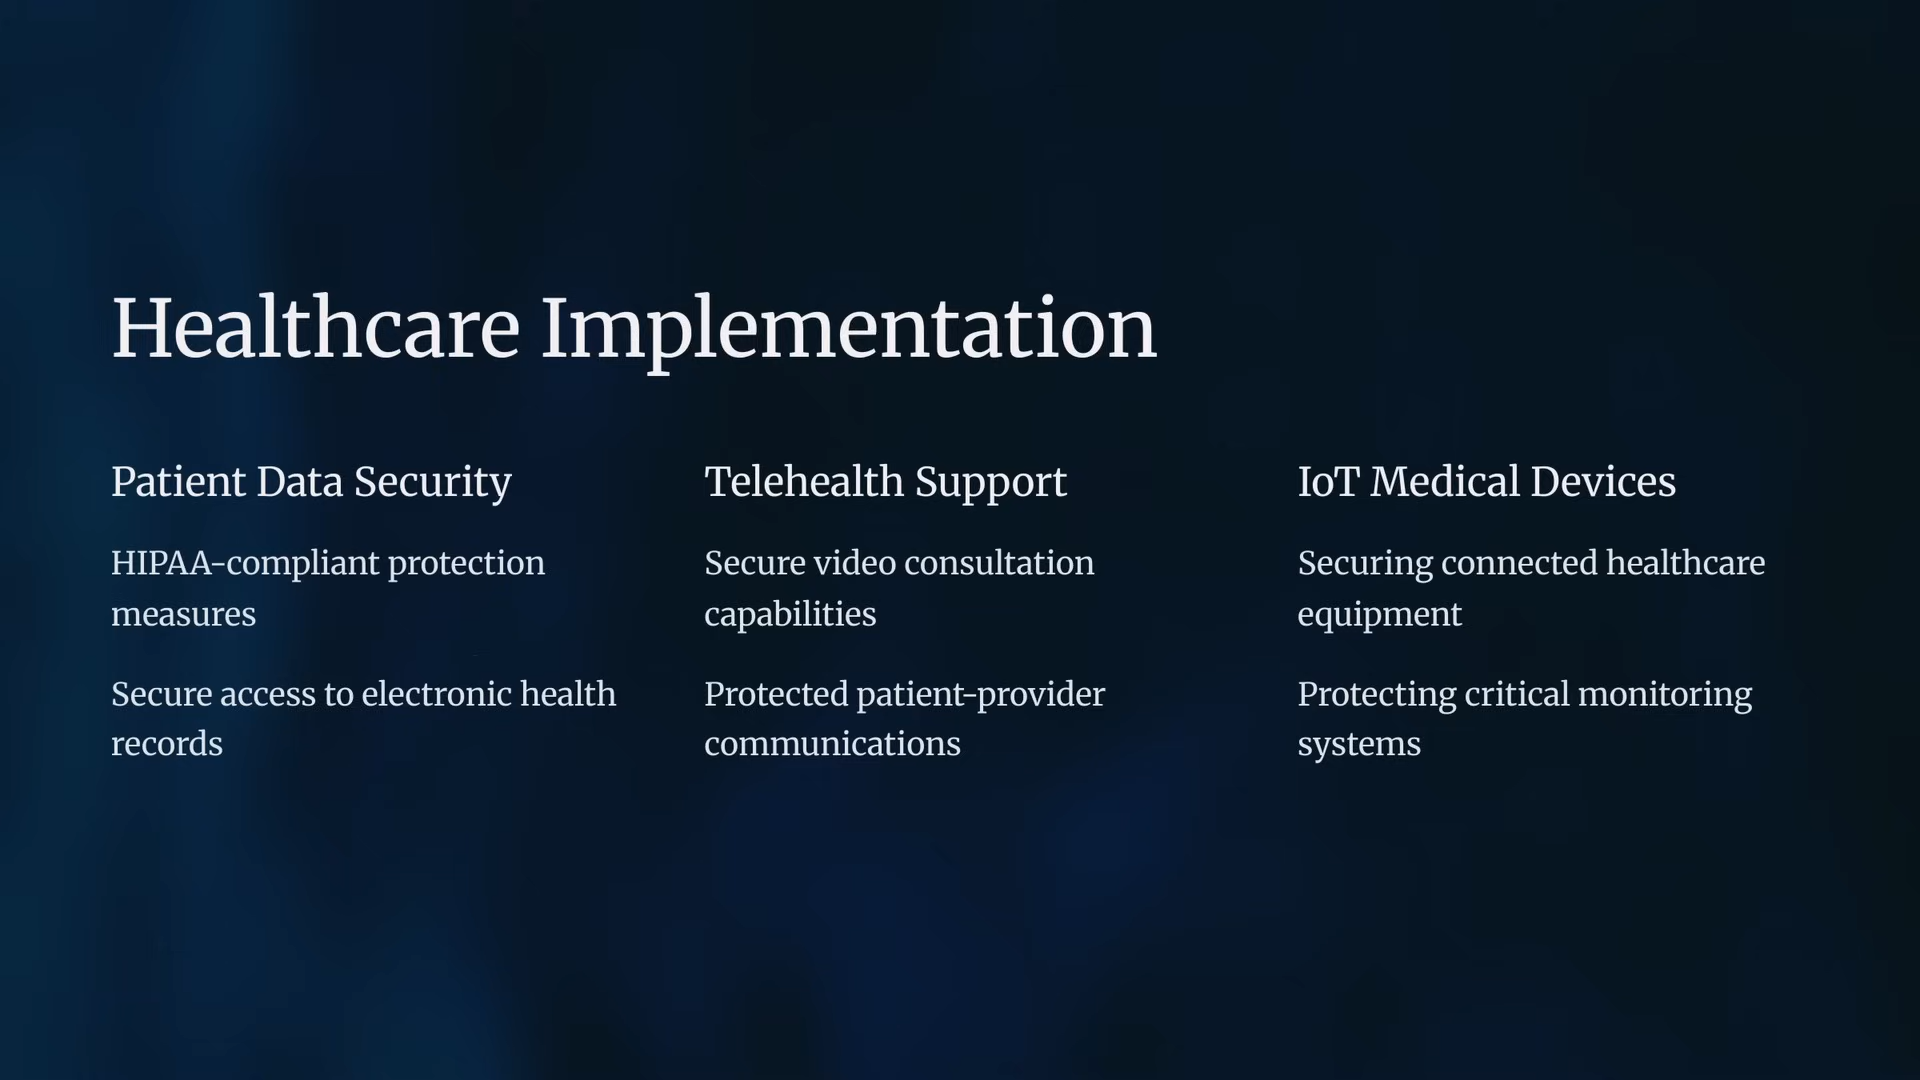 Healthcare Implementation
Patient Data Security
HIPAA-compliant protection
measures
Secure access to electronic health
records
Telehealth Support
Secure video consultation
capabilities
Protected patient-provider
communications
IoT Medical Devices
Securing connected healthcare
equipment
Protecting critical monitoring
systems